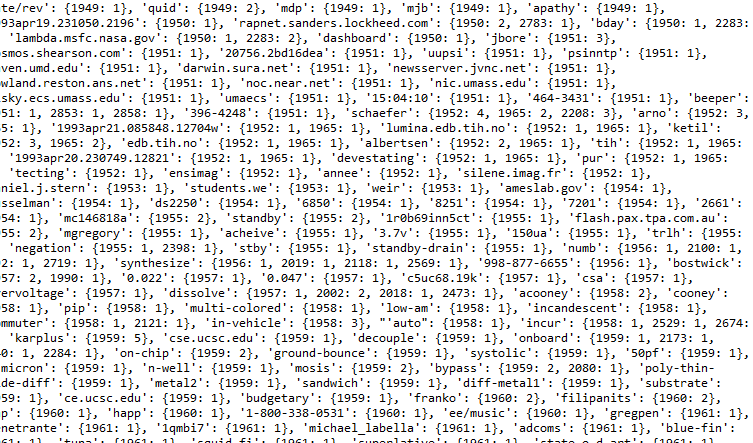 te/rev': {1949: 1}, 'quid': {1949: 2}, 'mdp': {1949: 1}, 'mjb': {1949: 1}, 'apathy': {1949: 1},
993apr19.231050.2196': {1950: 1}, 'rapnet.sanders.lockheed.com': {1950: 2, 2783: 1}, 'bday': {1950: 1, 2283:
'lambda.msfc.nasa.gov': {1950: 1, 2283: 2}, 'dashboard': {1950: 1}, 'jbore': {1951: 3},
osmos.shearson.com': {1951: 1}, '20756.2bd16dea': {1951: 1}, 'uupsi': {1951: 1}, 'psinntp': {1951: 1},
ven.umd.edu': {1951: 1}, 'darwin.sura.net': {1951: 1}, 'newsserver.jvnc.net': {1951: 1},
owland.reston.ans.net': {1951: 1}, 'noc.near.net': {1951: 1}, 'nic.umass.edu': {1951: 1},
sky.ecs.umass.edu': {1951: 1}, 'umaecs': {1951: 1}, '15:04:10': {1951: 1}, '464-3431': {1951: 1}, 'beeper':
951: 1, 2853: 1, 2858: 1}, '396-4248': {1951: 1}, 'schaefer': {1952: 4, 1965: 2, 2208: 3}, 'arno': {1952: 3,
65: 1}, '1993apr21.085848.12704w': {1952: 1, 1965: 1}, 'lumina.edb.tih.no': {1952: 1, 1965: 1}, 'ketil':
952: 3, 1965: 2}, 'edb.tih.no': {1952: 1, 1965: 1}, 'albertsen': {1952: 2, 1965: 1}, 'tih': {1952: 1, 1965:
'1993apr20.230749.12821': {1952: 1, 1965: 1}, 'devestating': {1952: 1, 1965: 1}, 'pur': {1952: 1, 1965:
'tecting': {1952: 1}, 'ensimag': {1952: 1}, 'annee': {1952: 1}, 'silene.imag.fr': {1952: 1},
niel.j.stern': {1953: 1}, 'students.we': {1953: 1}, 'weir': {1953: 1}, 'ameslab.gov': {1954: 1},
sselman': {1954: 1}, 'ds2250': {1954: 1}, '6850': {1954: 1}, '8251': {1954: 1}, '7201': {1954: 1}, '2661':
954: 1}, 'mc146818a': {1955: 2}, 'standby': {1955: 2}, '1r0b69inn5ct': {1955: 1}, 'flash.pax.tpa.com.au':
955: 2}, 'mgregory': {1955: 1}, 'acheive': {1955: 1}, '3.7v': {1955: 1}, '150ua': {1955: 1}, 'trlh': {1955:
'negation': {1955: 1, 2398: 1}, 'stby': {1955: 1}, 'standby-drain': {1955: 1}, 'numb': {1956: 1, 2100: 1,
92: 1, 2719: 1}, 'synthesize': {1956: 1, 2019: 1, 2118: 1, 2569: 1}, '998-877-6655': {1956: 1}, 'bostwick':
957: 2, 1990: 1}, '0.022': {1957: 1}, '0.047': {1957: 1}, 'c5uc68.19k': {1957: 1}, 'csa': {1957: 1},
vervoltage': {1957: 1}, 'dissolve': {1957: 1, 2002: 2, 2018: 1, 2473: 1}, 'acooney': {1958: 2}, 'cooney':
958: 1}, 'pip': {1958: 1}, 'multi-colored': {1958: 1}, 'low-am': {1958: 1}, 'incandescent': {1958: 1},
ommuter': {1958: 1, 2121: 1}, 'in-vehicle': {1958: 3}, "'auto": {1958: 1}, 'incur': {1958: 1, 2529: 1, 2674:
'karplus': {1959: 5}, 'cse.ucsc.edu': {1959: 1}, 'decouple': {1959: 1}, 'onboard': {1959: 1, 2173: 1,
40: 1, 2284: 1}, 'on-chip': {1959: 2}, 'ground-bounce': {1959: 1}, 'systolic': {1959: 1}, '50pf': {1959: 1},
micron': {1959: 1}, 'n-well': {1959: 1}, 'mosis': {1959: 2}, 'bypass': {1959: 2, 2080: 1}, 'poly-thin-
de-diff': {1959: 1}, 'metal2': {1959: 1}, 'sandwich': {1959: 1}, 'diff-metal1': {1959: 1}, 'substrate':
959: 1}, 'ce.ucsc.edu': {1959: 1}, 'budgetary': {1959: 1}, 'franko': {1960: 2}, 'filipanits': {1960: 2},
p': {1960: 1}, 'happ': {1960: 1}, '1-800-338-0531': {1960: 1}, 'ee/music': {1960: 1}, 'gregpen': {1961: 1},
enetrante': {1961: 1}, '1qmbi7': {1961: 1}, 'michael_labella': {1961: 1}, 'adcoms': {1961: 1}, 'blue-fin':